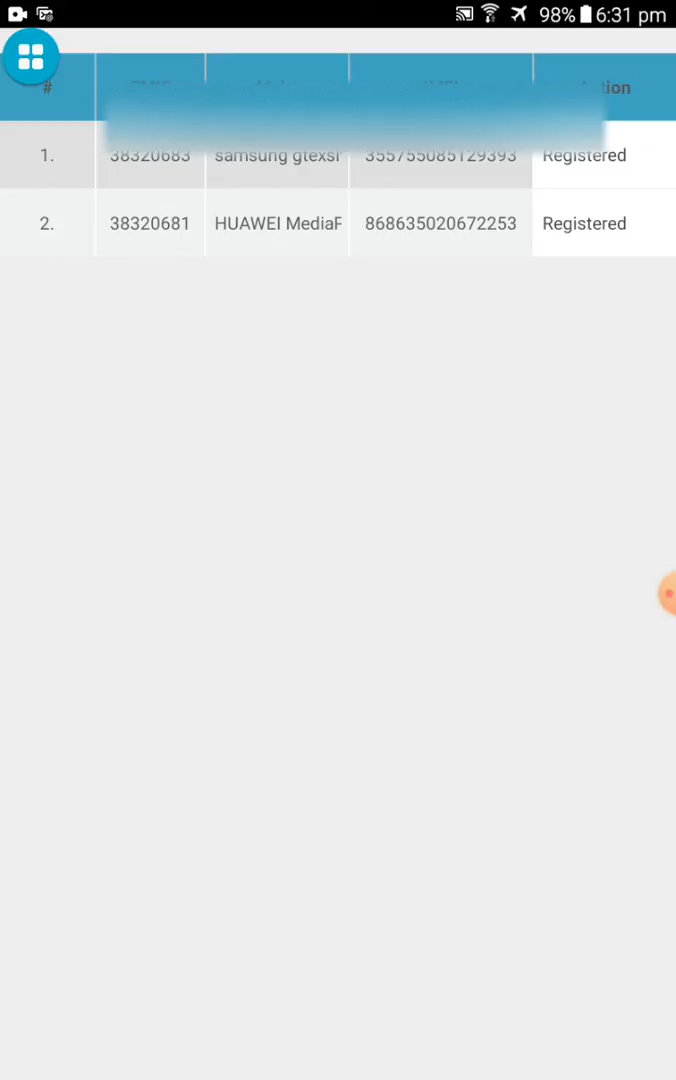 98% 6:31 pm
#
1. 38320683 samsung gtexsl 355755085129393 Registered
2. 38320681 HUAWEI MediaF 868635020672253 Registered